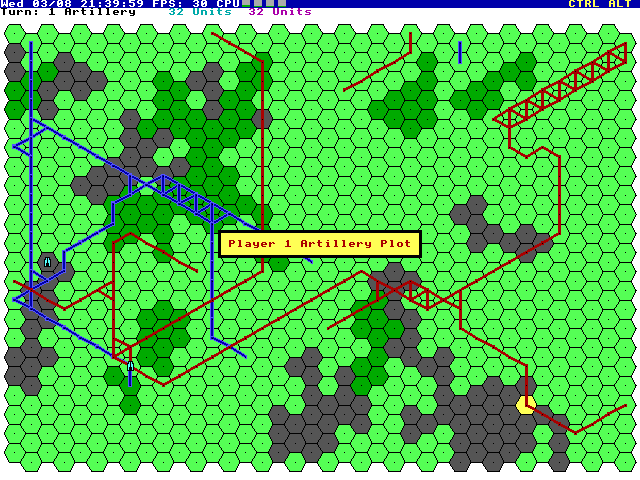 Wed 03/08 21:39:59 FPS: 30 CPU CTRL ALT
Turn: 1 Artillery 32 Units 32 Units
Player 1 Artillery Plot